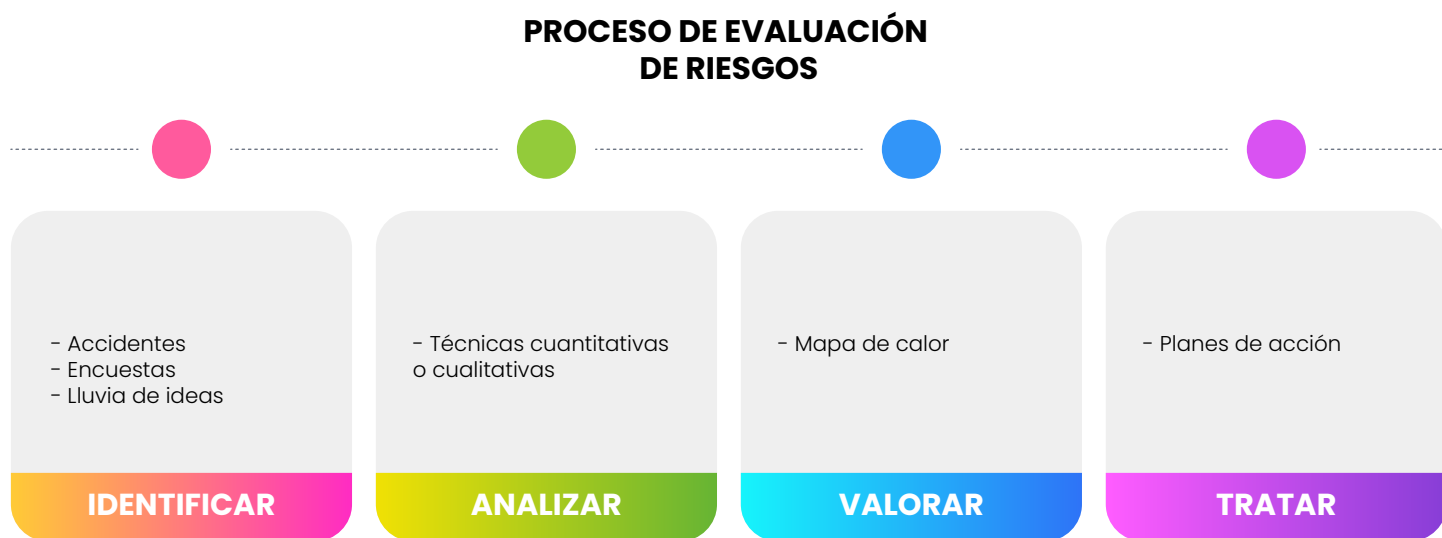 PROCESO DE EVALUACIÓN
DE RIESGOS
- Accidentes
- Encuestas
- Lluvia de ideas
IDENTIFICAR
- Técnicas cuantitativas
o cualitativas
ANALIZAR
- Mapa de calor
VALORAR
- Planes de acción
TRATAR